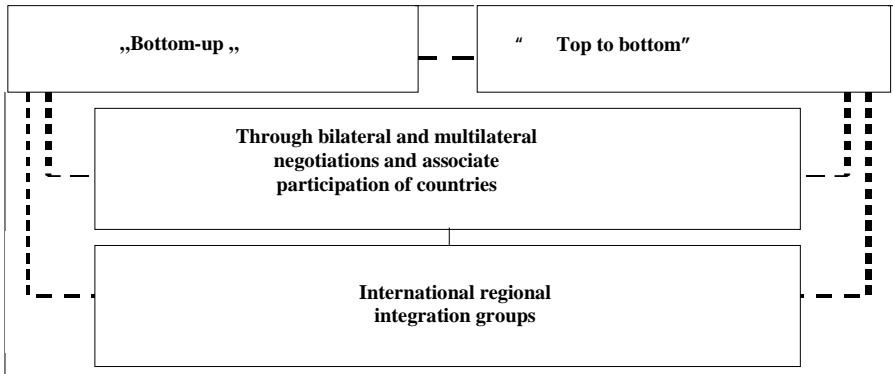 „Bottom-up „
“ Top to bottom”
Through bilateral and multilateral
negotiations and associate
participation of countries
International regional
integration groups